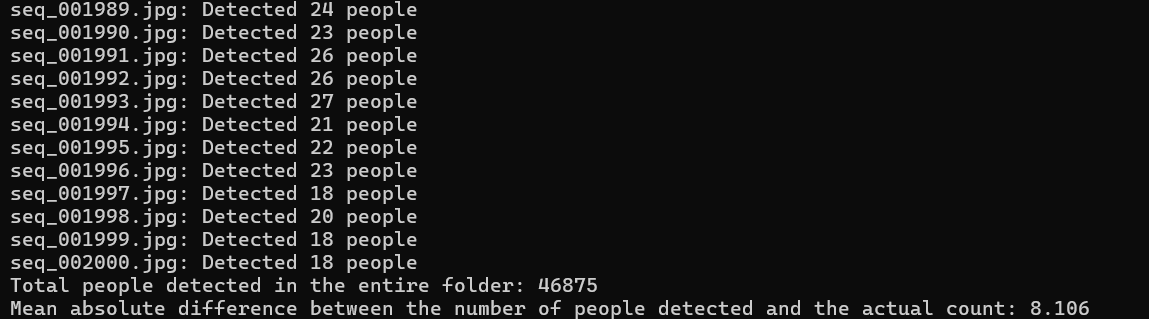 seq_001989.jpg: Detected 24 people
seq_001990.jpg: Detected 23 people
seq_001991.jpg: Detected 26 people
seq_001992.jpg: Detected 26 people
seq_001993.jpg: Detected 27 people
seq_001994.jpg: Detected 21 people
seq_001995.jpg: Detected 22 people
seq_001996.jpg: Detected 23 people
seq_001997.jpg: Detected 18 people
seq_001998.jpg: Detected 20 people
seq_001999.jpg: Detected 18 people
seq_002000.jpg: Detected 18 people
Total people detected in the entire folder: 46875
Mean absolute difference between the number of people detected and the actual count: 8.106